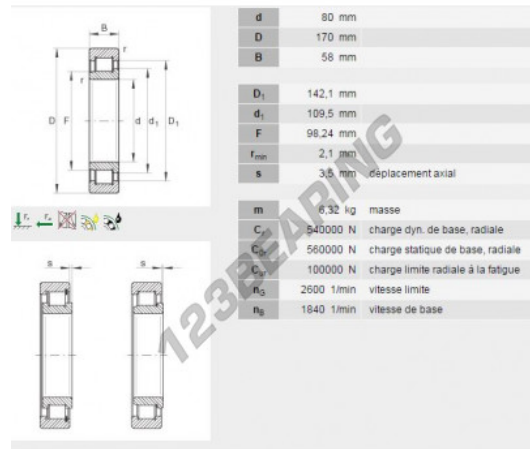 B
r
r
D F d d₁ D₁
s s
d 80 mm
D 170 mm
B 58 mm
D₁ 142,1 mm
d₁ 109,5 mm
F 98,24 mm
rmin 2,1 mm
s 3,5 mm déplacement axial
m 6,32 kg masse
Cr 540000 N charge dyn. de base, radiale
C0r 560000 N charge statique de base, radiale
Cur 100000 N charge limite radiale à la fatigue
nG 2600 1/min vitesse limite
nB 1840 1/min vitesse de base
123BEARING